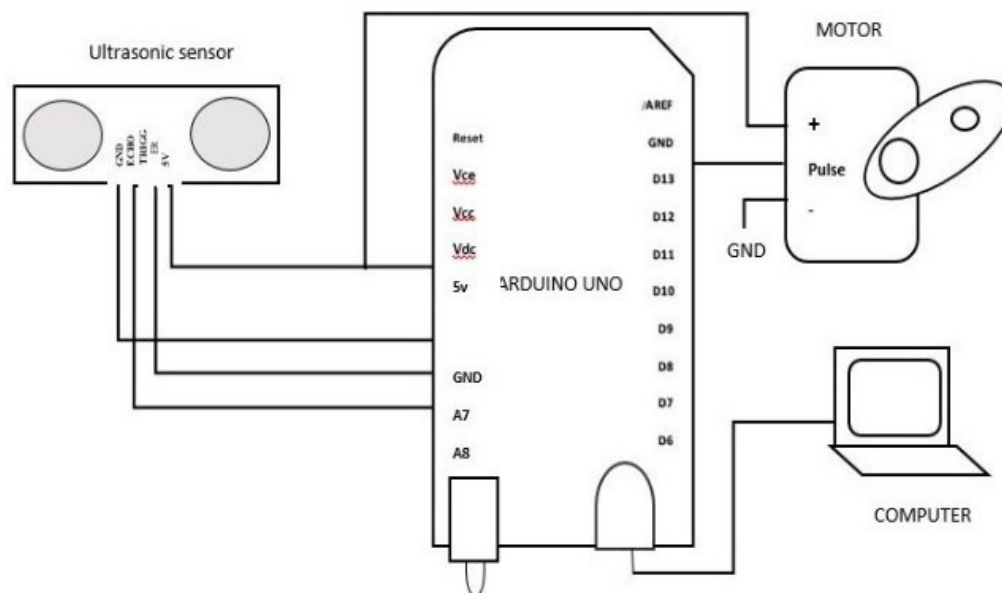 Ultrasonic sensor
GND
ECHO
TRIGG
ER
5V
Reset
Vce
Vcc
Vdc
5v
GND
A7
A8
ARDUINO UNO
/AREF
GND
D13
D12
D11
D10
D9
D8
D7
D6
MOTOR
+
Pulse
-
GND
COMPUTER